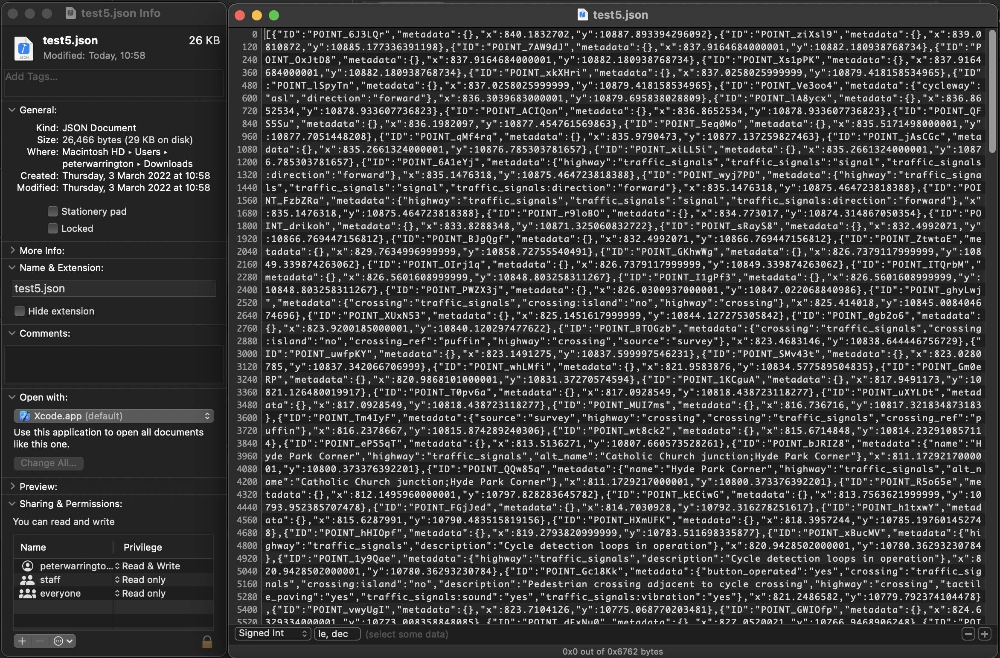 test5.json Info
test5.json 26 KB
Modified: Today, 10:58
Add Tags...
General:
Kind: JSON Document
Size: 26,466 bytes (29 KB on disk)
Where: Macintosh HD ▸ Users ▸
peterwarrington ▸ Downloads
Created: Thursday, 3 March 2022 at 10:58
Modified: Thursday, 3 March 2022 at 10:58
Stationery pad
Locked
More Info:
Name & Extension:
test5.json
Hide extension
Comments:
Open with:
Xcode.app (default)
Use this application to open all documents
like this one.
Change All...
Preview:
Sharing & Permissions:
You can read and write
Name Privilege
peterwarringto... Read & Write
staff Read only
everyone Read only
test5.json
0 [{"ID":"POINT_6J3LQr","metadata":{},"x":840.1832702,"y":10887.893394296092},{"ID":"POINT_ziXsl9","metadata":{},"x":839.0
120 810872,"y":10885.177336391198},{"ID":"POINT_7AW9dJ","metadata":{},"x":837.9164684000001,"y":10882.180938768734},{"ID":"P
240 OINT_OxJtD8","metadata":{},"x":837.9164684000001,"y":10882.180938768734},{"ID":"POINT_Xs1pPK","metadata":{},"x":837.9164
360 684000001,"y":10882.180938768734},{"ID":"POINT_xkXHri","metadata":{},"x":837.0258025999999,"y":10879.418158534965},{"ID"
480 :"POINT_lSpyTn","metadata":{},"x":837.0258025999999,"y":10879.418158534965},{"ID":"POINT_Ve3oo4","metadata":{"cycleway":
600 "asl","direction":"forward"},"x":836.3039683000001,"y":10879.695838028809},{"ID":"POINT_lA8ycx","metadata":{},"x":836.86
720 52534,"y":10878.933607736823},{"ID":"POINT_ACIQon","metadata":{},"x":836.8652534,"y":10878.933607736823},{"ID":"POINT_QF
840 S5Su","metadata":{},"x":836.1982097,"y":10877.454761569863},{"ID":"POINT_5eq0Mo","metadata":{},"x":835.5171498000001,"y"
960 :10877.7051448208},{"ID":"POINT_qMf4rq","metadata":{},"x":835.9790473,"y":10877.137259827463},{"ID":"POINT_jAsCGc","meta
1080 data":{},"x":835.2661324000001,"y":10876.785303781657},{"ID":"POINT_xiLL5i","metadata":{},"x":835.2661324000001,"y":1087
1200 6.785303781657},{"ID":"POINT_6A1eYj","metadata":{"highway":"traffic_signals","traffic_signals":"signal","traffic_signals
1320 :direction":"forward"},"x":835.1476318,"y":10875.464723818388},{"ID":"POINT_wyj7PD","metadata":{"highway":"traffic_signa
1440 ls","traffic_signals":"signal","traffic_signals:direction":"forward"},"x":835.1476318,"y":10875.464723818388},{"ID":"POI
1560 NT_FzbZRa","metadata":{"highway":"traffic_signals","traffic_signals":"signal","traffic_signals:direction":"forward"},"x"
1680 :835.1476318,"y":10875.464723818388},{"ID":"POINT_r9loBO","metadata":{},"x":834.773017,"y":10874.314867050354},{"ID":"PO
1800 INT_drikoh","metadata":{},"x":833.8288348,"y":10871.325060832722},{"ID":"POINT_sRayS8","metadata":{},"x":832.4992071,"y"
1920 :10866.769447156812},{"ID":"POINT_BJgQgf","metadata":{},"x":832.4992071,"y":10866.769447156812},{"ID":"POINT_ZtwtaE","me
2040 tadata":{},"x":829.7634996999999,"y":10858.72755540491},{"ID":"POINT_GKhwWg","metadata":{},"x":826.7379117999999,"y":108
2160 49.339874263062},{"ID":"POINT_OIrj1q","metadata":{},"x":826.7379117999999,"y":10849.339874263062},{"ID":"POINT_ITQrbM","
2280 metadata":{},"x":826.5601608999999,"y":10848.803258311267},{"ID":"POINT_I1gPf3","metadata":{},"x":826.5601608999999,"y":
2400 10848.803258311267},{"ID":"POINT_PWZX3j","metadata":{},"x":826.0300937000001,"y":10847.022068840986},{"ID":"POINT_ghyLwj
2520 ","metadata":{"crossing":"traffic_signals","crossing:island":"no","highway":"crossing"},"x":825.414018,"y":10845.0084046
2640 74696},{"ID":"POINT_XUxN53","metadata":{},"x":825.1451617999999,"y":10844.127275305842},{"ID":"POINT_0gb2o6","metadata":
2760 {},"x":823.9200185000001,"y":10840.120297477622},{"ID":"POINT_BTOGzb","metadata":{"crossing":"traffic_signals","crossing
2880 :island":"no","crossing_ref":"puffin","highway":"crossing","source":"survey"},"x":823.4683146,"y":10838.644446756729},{"
3000 ID":"POINT_uwfpKY","metadata":{},"x":823.1491275,"y":10837.599997546231},{"ID":"POINT_SMv43t","metadata":{},"x":823.0280
3120 785,"y":10837.342066706999},{"ID":"POINT_whLMfi","metadata":{},"x":821.9583876,"y":10834.577589504835},{"ID":"POINT_Gm0e
3240 RP","metadata":{},"x":820.9868101000001,"y":10831.37270574594},{"ID":"POINT_1KCguA","metadata":{},"x":817.9491173,"y":10
3360 821.126480019917},{"ID":"POINT_T0pv6a","metadata":{},"x":817.0928549,"y":10818.438723118277},{"ID":"POINT_uXYLDt","metad
3480 ata":{},"x":817.0928549,"y":10818.438723118277},{"ID":"POINT_MUI7ms","metadata":{},"x":816.736716,"y":10817.321834873183
3600 },{"ID":"POINT_Tm4IyF","metadata":{"source":"survey","highway":"crossing","crossing":"traffic_signals","crossing_ref":"p
3720 uffin"},"x":816.2378667,"y":10815.874289240306},{"ID":"POINT_wt8ck2","metadata":{},"x":815.6714848,"y":10814.23291085711
3840 4},{"ID":"POINT_eP55qT","metadata":{},"x":813.5136271,"y":10807.660573528261},{"ID":"POINT_bJRI28","metadata":{"name":"H
3960 yde Park Corner","highway":"traffic_signals","alt_name":"Catholic Church junction;Hyde Park Corner"},"x":811.17292170000
4080 01,"y":10800.373376392201},{"ID":"POINT_QQw85q","metadata":{"name":"Hyde Park Corner","highway":"traffic_signals","alt_n
4200 ame":"Catholic Church junction;Hyde Park Corner"},"x":811.1729217000001,"y":10800.373376392201},{"ID":"POINT_R5o65e","me
4320 tadata":{},"x":812.1495960000001,"y":10797.828283645782},{"ID":"POINT_kECiwG","metadata":{},"x":813.7563621999999,"y":10
4440 793.952385707478},{"ID":"POINT_FGjJed","metadata":{},"x":814.7030928,"y":10792.316278251617},{"ID":"POINT_h1txwY","metad
4560 ata":{},"x":815.6287991,"y":10790.483515819156},{"ID":"POINT_HXmUFK","metadata":{},"x":818.3957244,"y":10785.19760145274
4680 8},{"ID":"POINT_hHIOpf","metadata":{},"x":819.2793820999999,"y":10783.511698335877},{"ID":"POINT_xBucMV","metadata":{"hi
4800 ghway":"traffic_signals","description":"Cycle detection loops in operation"},"x":820.9428502000001,"y":10780.36293230784
4920 },{"ID":"POINT_1y9Qae","metadata":{"highway":"traffic_signals","description":"Cycle detection loops in operation"},"x":8
5040 20.9428502000001,"y":10780.36293230784},{"ID":"POINT_Gc18Kk","metadata":{"button_operated":"yes","crossing":"traffic_sig
5160 nals","crossing:island":"no","description":"Pedestrian crossing adjacent to cycle crossing","highway":"crossing","tactil
5280 e_paving":"yes","traffic_signals:sound":"yes","traffic_signals:vibration":"yes"},"x":821.2486582,"y":10779.792374104478}
5400 ,{"ID":"POINT_vwyUgI","metadata":{},"x":823.7104126,"y":10775.068770203481},{"ID":"POINT_GWIOfp","metadata":{},"x":824.6
5520 329334000001,"y":10773.008358848085},{"ID":"POINT_dExNu0","metadata":{},"x":827.0520021,"y":10766.9468906248},{"ID":"POI
Signed Int le, dec (select some data)
0x0 out of 0x6762 bytes